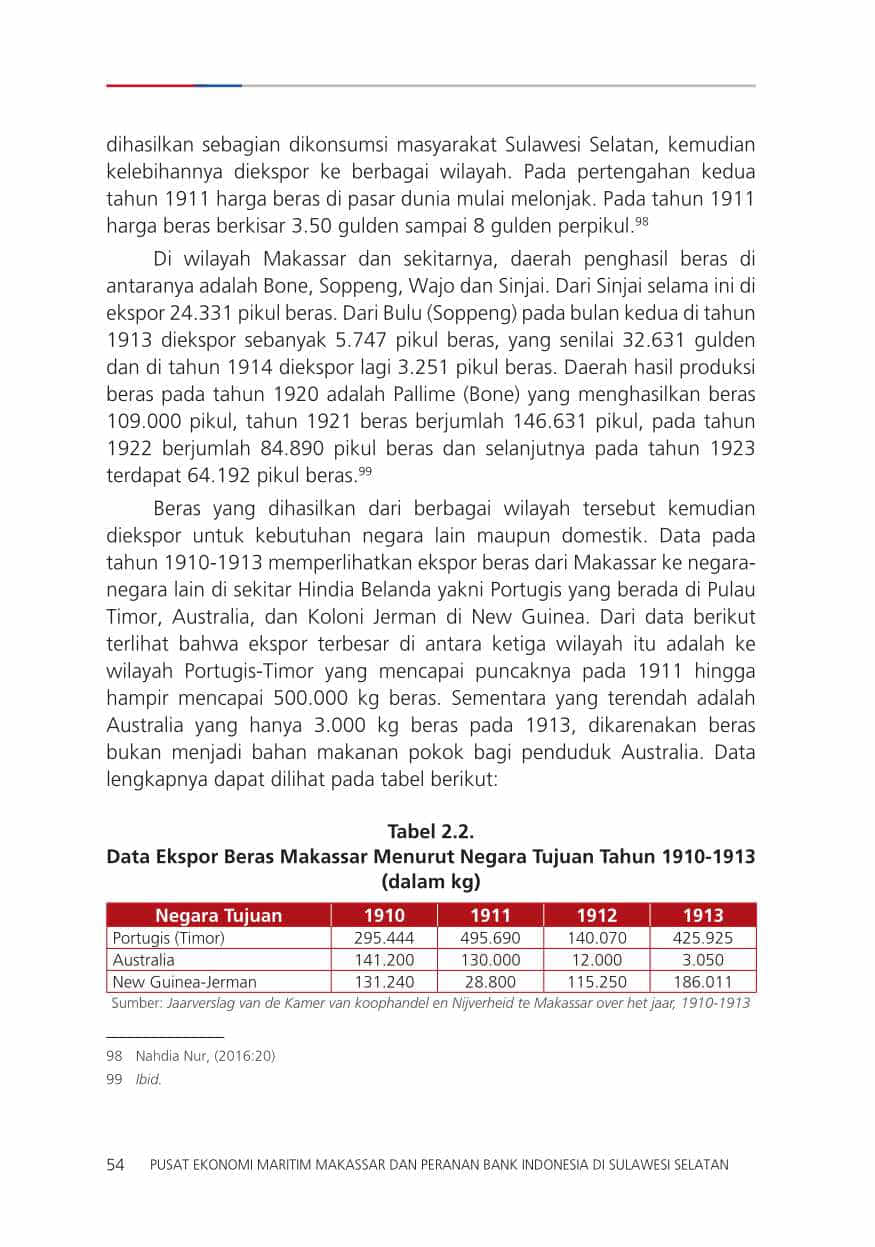 dihasilkan sebagian dikonsumsi masyarakat Sulawesi Selatan, kemudian
kelebihannya diekspor ke berbagai wilayah. Pada pertengahan kedua
tahun 1911 harga beras di pasar dunia mulai melonjak. Pada tahun 1911
harga beras berkisar 3.50 gulden sampai 8 gulden perpikul.98
Di wilayah Makassar dan sekitarnya, daerah penghasil beras di
antaranya adalah Bone, Soppeng, Wajo dan Sinjai. Dari Sinjai selama ini di
ekspor 24.331 pikul beras. Dari Bulu (Soppeng) pada bulan kedua di tahun
1913 diekspor sebanyak 5.747 pikul beras, yang senilai 32.631 gulden
dan di tahun 1914 diekspor lagi 3.251 pikul beras. Daerah hasil produksi
beras pada tahun 1920 adalah Pallime (Bone) yang menghasilkan beras
109.000 pikul, tahun 1921 beras berjumlah 146.631 pikul, pada tahun
1922 berjumlah 84.890 pikul beras dan selanjutnya pada tahun 1923
terdapat 64.192 pikul beras.99
Beras yang dihasilkan dari berbagai wilayah tersebut kemudian
diekspor untuk kebutuhan negara lain maupun domestik. Data pada
tahun 1910-1913 memperlihatkan ekspor beras dari Makassar ke negara-
negara lain di sekitar Hindia Belanda yakni Portugis yang berada di Pulau
Timor, Australia, dan Koloni Jerman di New Guinea. Dari data berikut
terlihat bahwa ekspor terbesar di antara ketiga wilayah itu adalah ke
wilayah Portugis-Timor yang mencapai puncaknya pada 1911 hingga
hampir mencapai 500.000 kg beras. Sementara yang terendah adalah
Australia yang hanya 3.000 kg beras pada 1913, dikarenakan beras
bukan menjadi bahan makanan pokok bagi penduduk Australia. Data
lengkapnya dapat dilihat pada tabel berikut:
Tabel 2.2.
Data Ekspor Beras Makassar Menurut Negara Tujuan Tahun 1910-1913
(dalam kg)
Negara Tujuan 1910 1911 1912 1913
Portugis (Timor) 295.444 495.690 140.070 425.925
Australia 141.200 130.000 12.000 3.050
New Guinea-Jerman 131.240 28.800 115.250 186.011
Sumber: Jaarverslag van de Kamer van koophandel en Nijverheid te Makassar over het jaar, 1910-1913
98 Nahdia Nur, (2016:20)
99 Ibid.
54 PUSAT EKONOMI MARITIM MAKASSAR DAN PERANAN BANK INDONESIA DI SULAWESI SELATAN